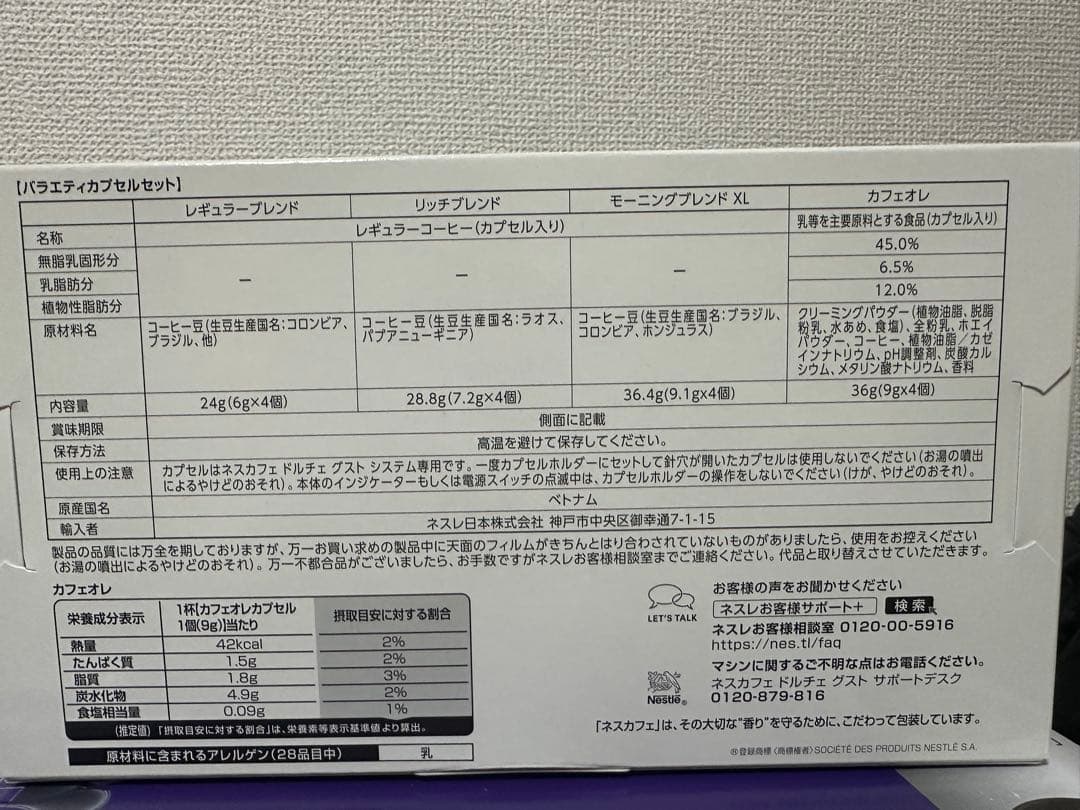 【バラエティカプセルセット】
レギュラーブレンド リッチブレンド モーニングブレンド XL カフェオレ
名称 レギュラーコーヒー(カプセル入り) 乳等を主要原料とする食品(カプセル入り)
無脂乳固形分 － － － 45.0%
乳脂肪分 6.5%
植物性脂肪分 12.0%
原材料名
コーヒー豆(生豆生産国名:コロンビア、
ブラジル、他)
コーヒー豆(生豆生産国名:ラオス、
パプアニューギニア)
コーヒー豆(生豆生産国名:ブラジル、
コロンビア、ホンジュラス)
クリーミングパウダー(植物油脂、脱脂
粉乳、水あめ、食塩)、全粉乳、ホエイ
パウダー、コーヒー、植物油脂/カゼ
インナトリウム、pH調整剤、炭酸カル
シウム、メタリン酸ナトリウム、香料
内容量 24g(6g×4個) 28.8g(7.2g×4個) 36.4g(9.1g×4個) 36g(9g×4個)
賞味期限 側面に記載
保存方法 高温を避けて保存してください。
使用上の注意 カプセルはネスカフェ ドルチェ グスト システム専用です。一度カプセルホルダーにセットして針穴が開いたカプセルは使用しないでください(お湯の噴出
によるやけどのおそれ)。本体のインジケーターもしくは電源スイッチの点滅中は、カプセルホルダーの操作をしないでください(けが、やけどのおそれ)。
原産国名 ベトナム
輸入者 ネスレ日本株式会社 神戸市中央区御幸通7-1-15
製品の品質には万全を期しておりますが、万一お買い求めの製品中に天面のフィルムがきちんとはり合わされていないものがありましたら、使用をお控えください
(お湯の噴出によるやけどのおそれ)。万一不都合品がございましたら、お手数ですがネスレお客様相談室までご連絡ください。代品と取り替えさせていただきます。
カフェオレ
栄養成分表示 1杯[カフェオレカプセル
1個(9g)]当たり 摂取目安に対する割合
熱量 42kcal 2%
たんぱく質 1.5g 2%
脂質 1.8g 3%
炭水化物 4.9g 2%
食塩相当量 0.09g 1%
(推定値) 「摂取目安に対する割合」は、栄養素等表示基準値より算出。
原材料に含まれるアレルゲン(28品目中) 乳
LET'S TALK
お客様の声をお聞かせください
ネスレお客様サポート+ 検索
ネスレお客様相談室 0120-00-5916
https://nes.tl/faq
マシンに関するご不明な点はお電話ください。
ネスカフェ ドルチェ グスト サポートデスク
0120-879-816
Nestlé®
「ネスカフェ」は、その大切な"香り"を守るために、こだわって包装しています。
®登録商標〈商標権者〉SOCIÉTÉ DES PRODUITS NESTLÉ S.A.